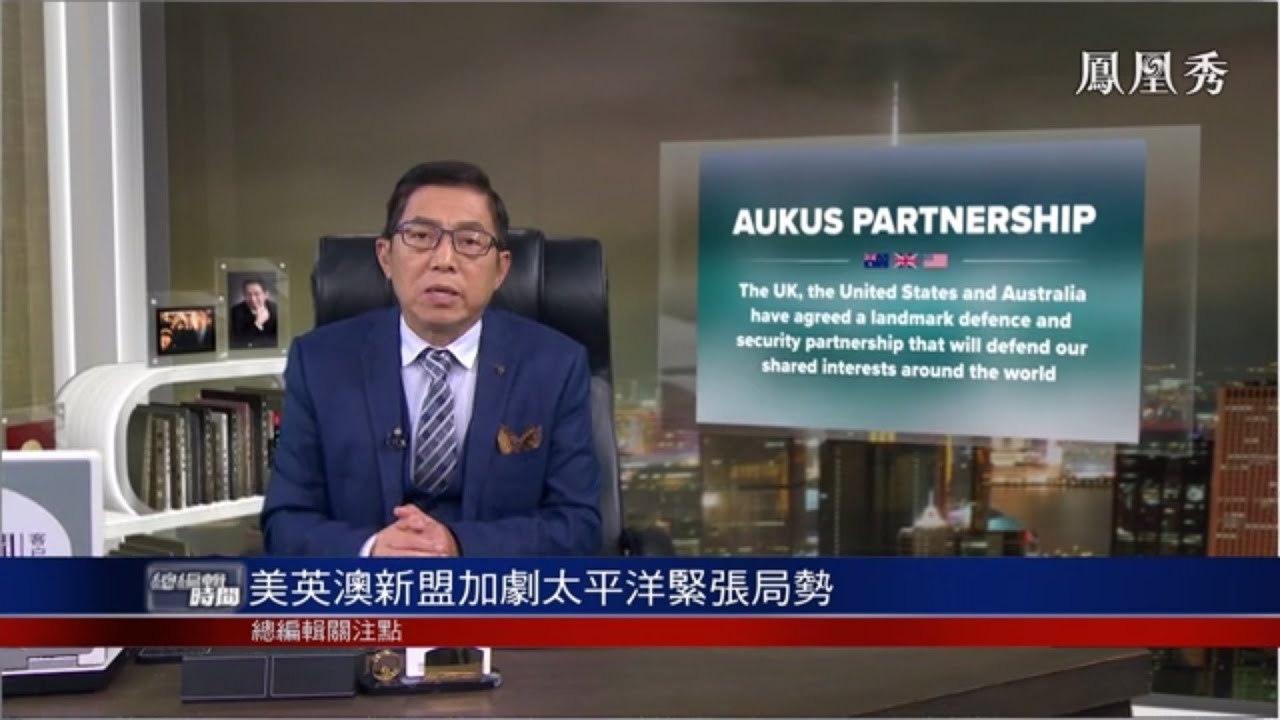 鳳凰秀
AUKUS PARTNERSHIP
The UK, the United States and Australia
have agreed a landmark defence and
security partnership that will defend our
shared interests around the world
客戶
總編輯
時間
美英澳新盟加劇太平洋緊張局勢
總編輯關注點